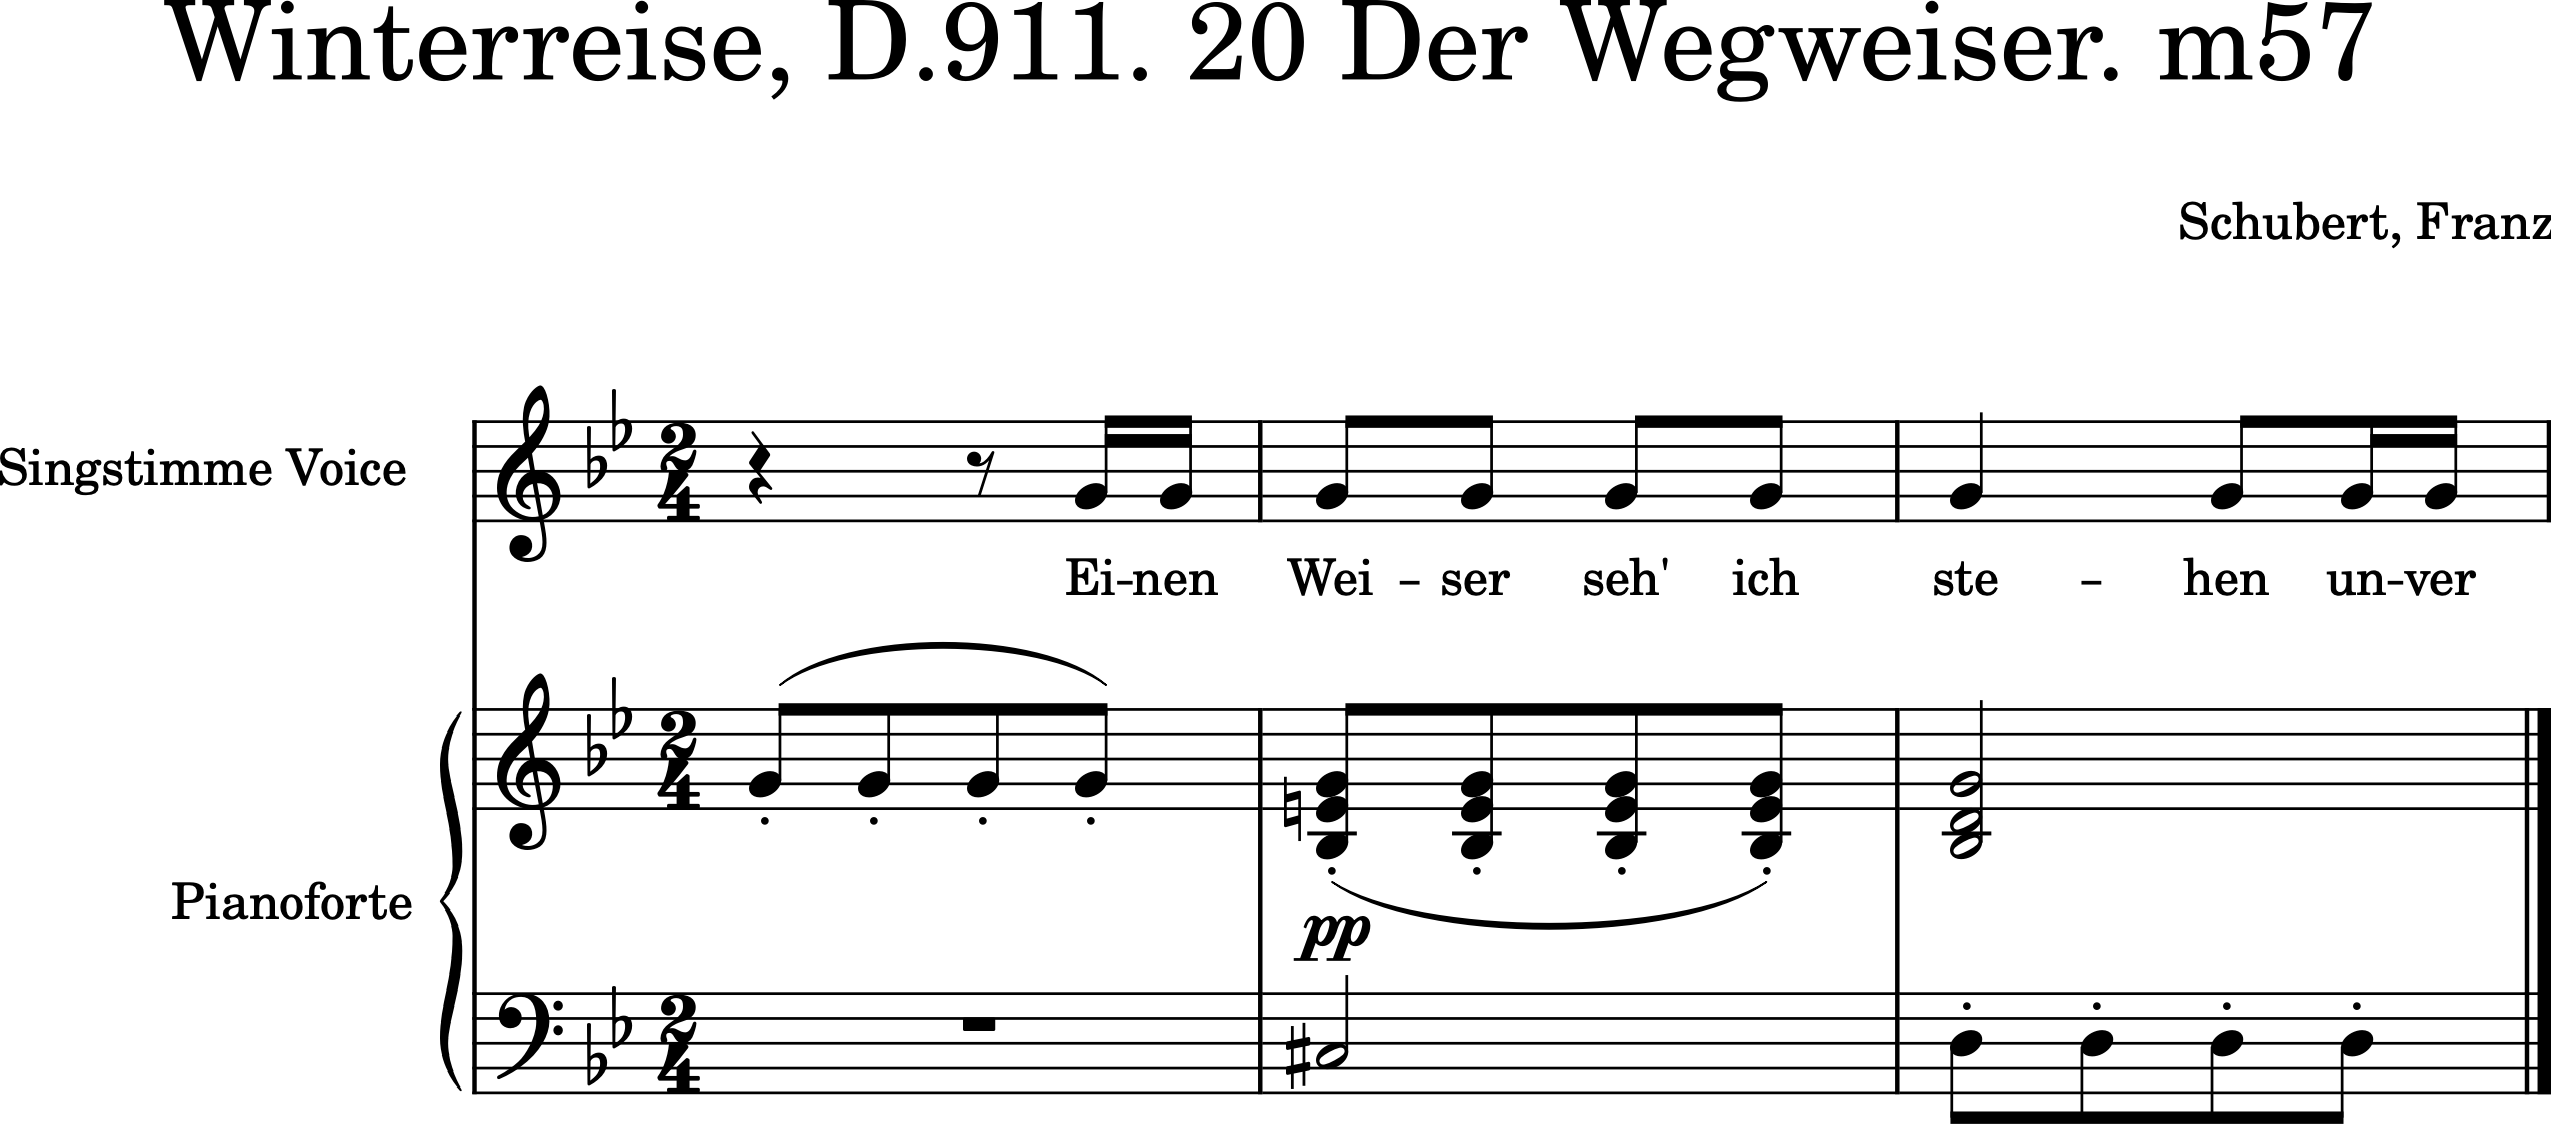 Winterreise, D.911. 20 Der Wegweiser. m57
Schubert, Franz
Singstimme Voice
Ei-nen Wei - ser seh' ich ste - hen un-ver
Pianoforte
pp